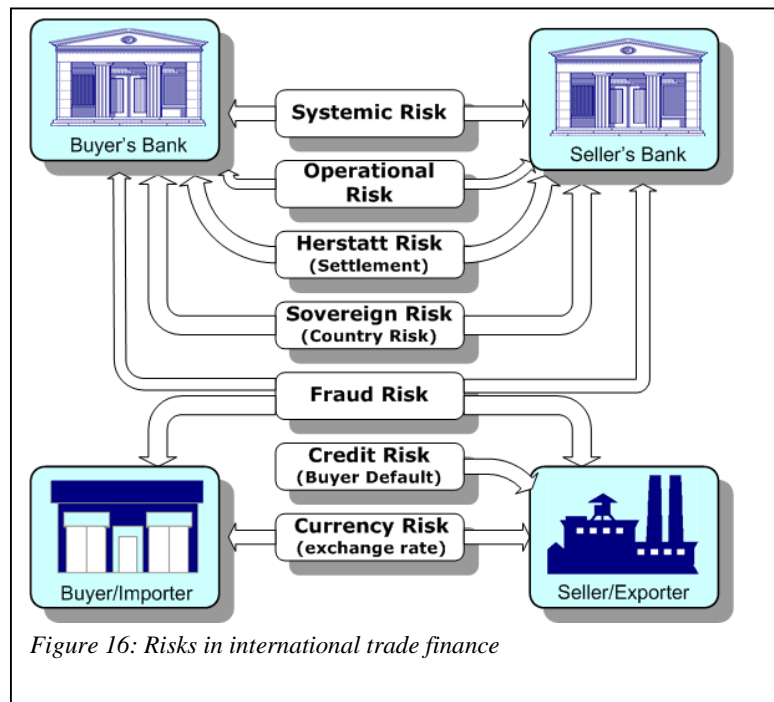 Buyer's Bank
Seller's Bank
Systemic Risk
Operational
Risk
Herstatt Risk
(Settlement)
Sovereign Risk
(Country Risk)
Fraud Risk
Credit Risk
(Buyer Default)
Currency Risk
(exchange rate)
Buyer/Importer
Seller/Exporter
Figure 16: Risks in international trade finance